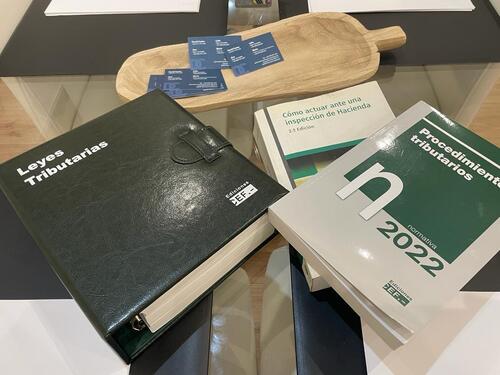 Leyes
Tributarias
Ediciones
CEF.-
Cómo actuar ante una
inspección de Hacienda
2.ª Edición
Procedimientos
tributarios
n
normativa
2022
Ediciones
CEF.-